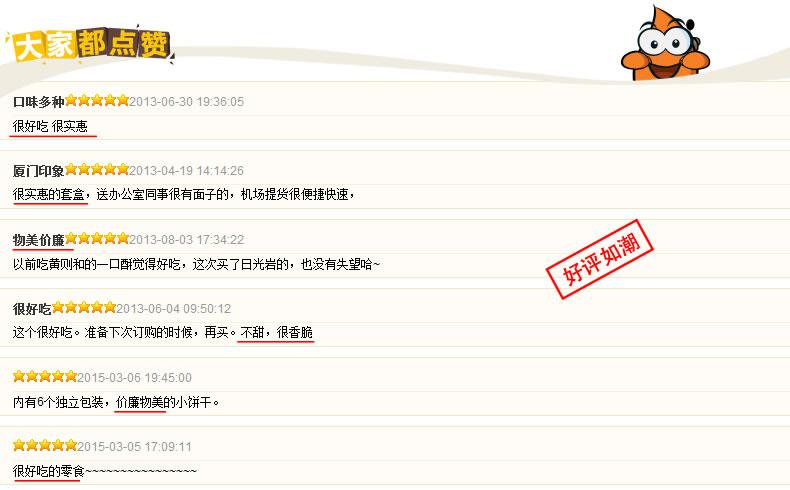 大家都点赞
口味多种2013-06-30 19:36:05
很好吃 很实惠
厦门印象2013-04-19 14:14:26
很实惠的套盒，送办公室同事很有面子的，机场提货很便捷快速，
物美价廉2013-08-03 17:34:22
以前吃黄则和的一口酥觉得好吃，这次买了日光岩的，也没有失望哈~
好评如潮
很好吃2013-06-04 09:50:12
这个很好吃。准备下次订购的时候，再买。不甜，很香脆
2015-03-06 19:45:00
内有6个独立包装，价廉物美的小饼干。
2015-03-05 17:09:11
很好吃的零食~~~~~~~~~~~~~~~~